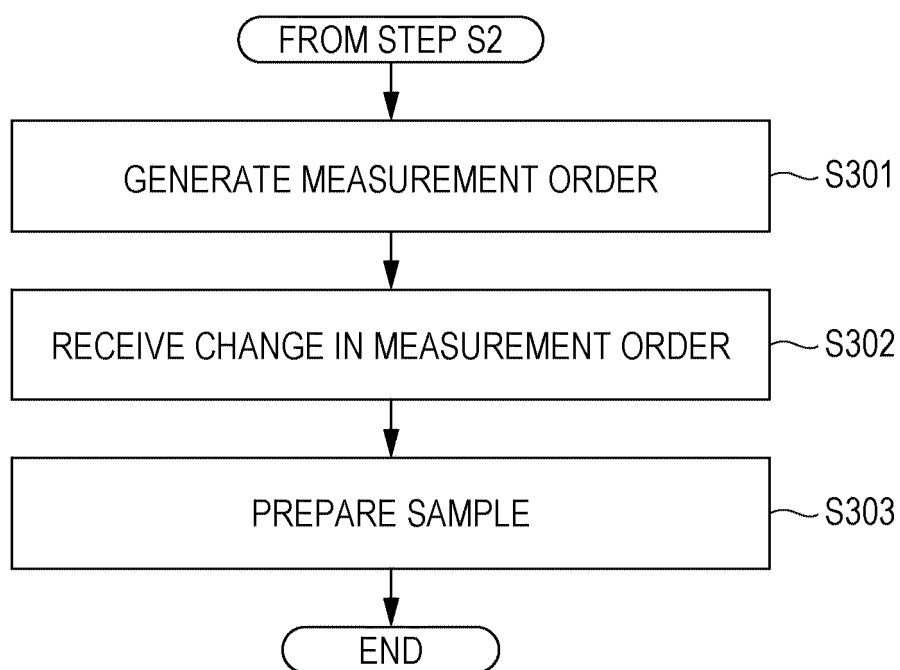 FROM STEP S2
GENERATE MEASUREMENT ORDER
S301
RECEIVE CHANGE IN MEASUREMENT ORDER
S302
PREPARE SAMPLE
S303
END